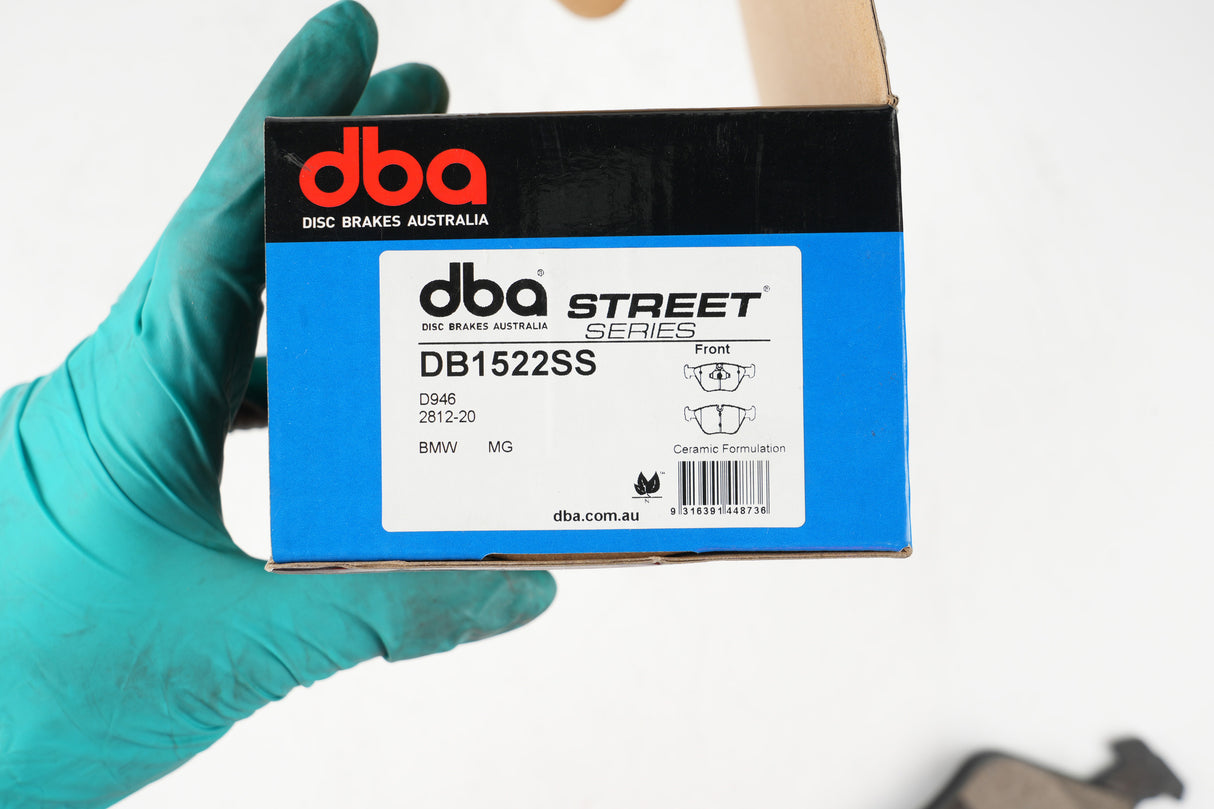 dba
DISC BRAKES AUSTRALIA
dba®
DISC BRAKES AUSTRALIA
STREET®
SERIES
DB1522SS
Front
D946
2812-20
BMW MG
Ceramic Formulation
™
N
9 316391 448736
dba.com.au